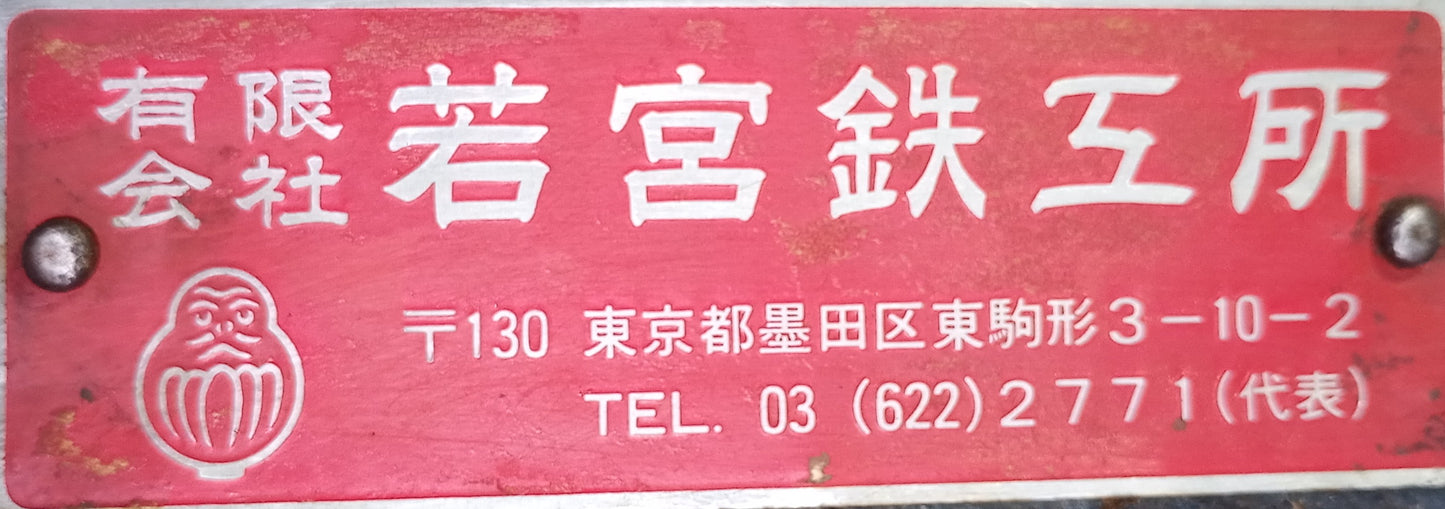 有限会社 若宮鉄工所
〒130 東京都墨田区東駒形3-10-2
TEL. 03 (622)2771(代表)